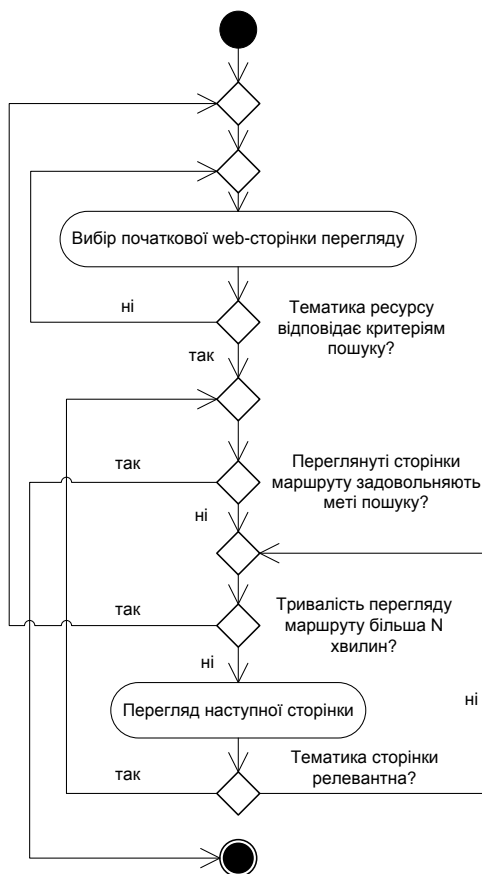 Вибір початкової web-сторінки перегляду
ні
Тематика ресурсу
відповідає критеріям
пошуку?
так
так
Переглянуті сторінки
маршруту задовольняють
меті пошуку?
ні
так
Тривалість перегляду
маршруту більша N
хвилин?
ні
Перегляд наступної сторінки
ні
так
Тематика сторінки
релевантна?